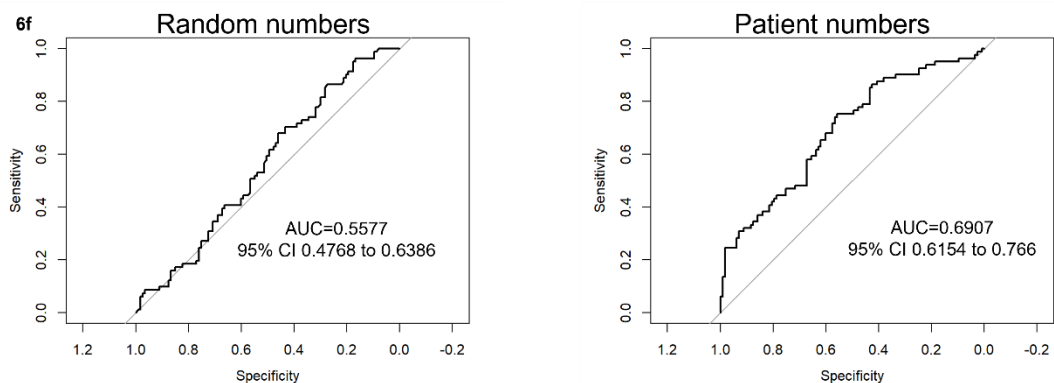 6f
Random numbers
Sensitivity
1.0
0.8
0.6
0.4
0.2
0.0
AUC=0.5577
95% CI 0.4768 to 0.6386
1.2 1.0 0.8 0.6 0.4 0.2 0.0 -0.2
Specificity
Patient numbers
Sensitivity
1.0
0.8
0.6
0.4
0.2
0.0
AUC=0.6907
95% CI 0.6154 to 0.766
1.2 1.0 0.8 0.6 0.4 0.2 0.0 -0.2
Specificity